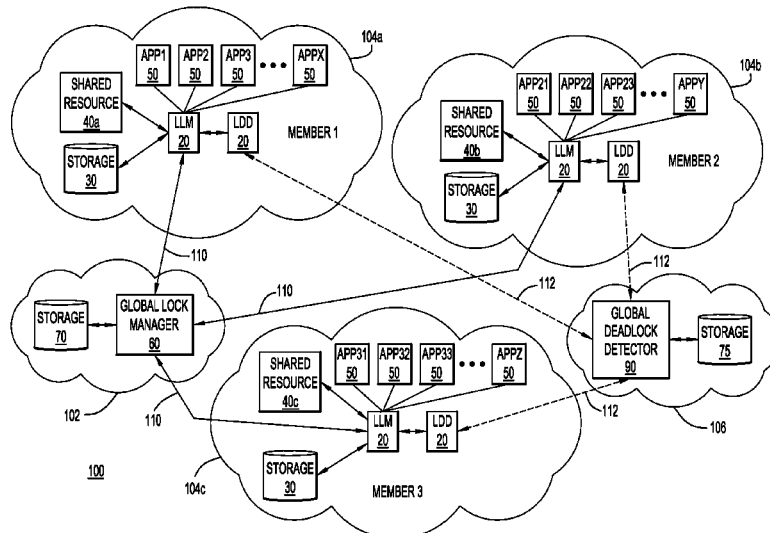 APP1 APP2 APP3 APPX
50 50 50 50
104a
SHARED
RESOURCE
40a
LLM
20
LDD
20
MEMBER 1
STORAGE
30
APP21 APP22 APP23 APPY
50 50 50 50
104b
SHARED
RESOURCE
40b
LLM
20
LDD
20
MEMBER 2
STORAGE
30
110
110
112
112
STORAGE
70
GLOBAL LOCK
MANAGER
60
102
110
GLOBAL
DEADLOCK
DETECTOR
90
STORAGE
75
106
112
APP31 APP32 APP33 APPZ
50 50 50 50
SHARED
RESOURCE
40c
LLM
20
LDD
20
STORAGE
30
MEMBER 3
104c
100